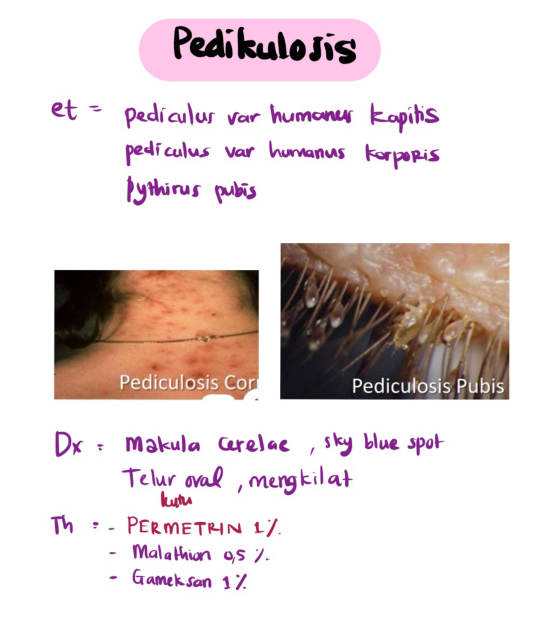 Pedikulosis
et = pediculus var humanus kapitis
pediculus var humanus korporis
pythirus pubis
Pediculosis Cor
Pediculosis Pubis
Dx : Makula cerelae , sky blue spot
Telur oval , mengkilat
kutu
Th : - PERMETRIN 1%.
- Malathion 0,5 %.
- Gameksan 1%